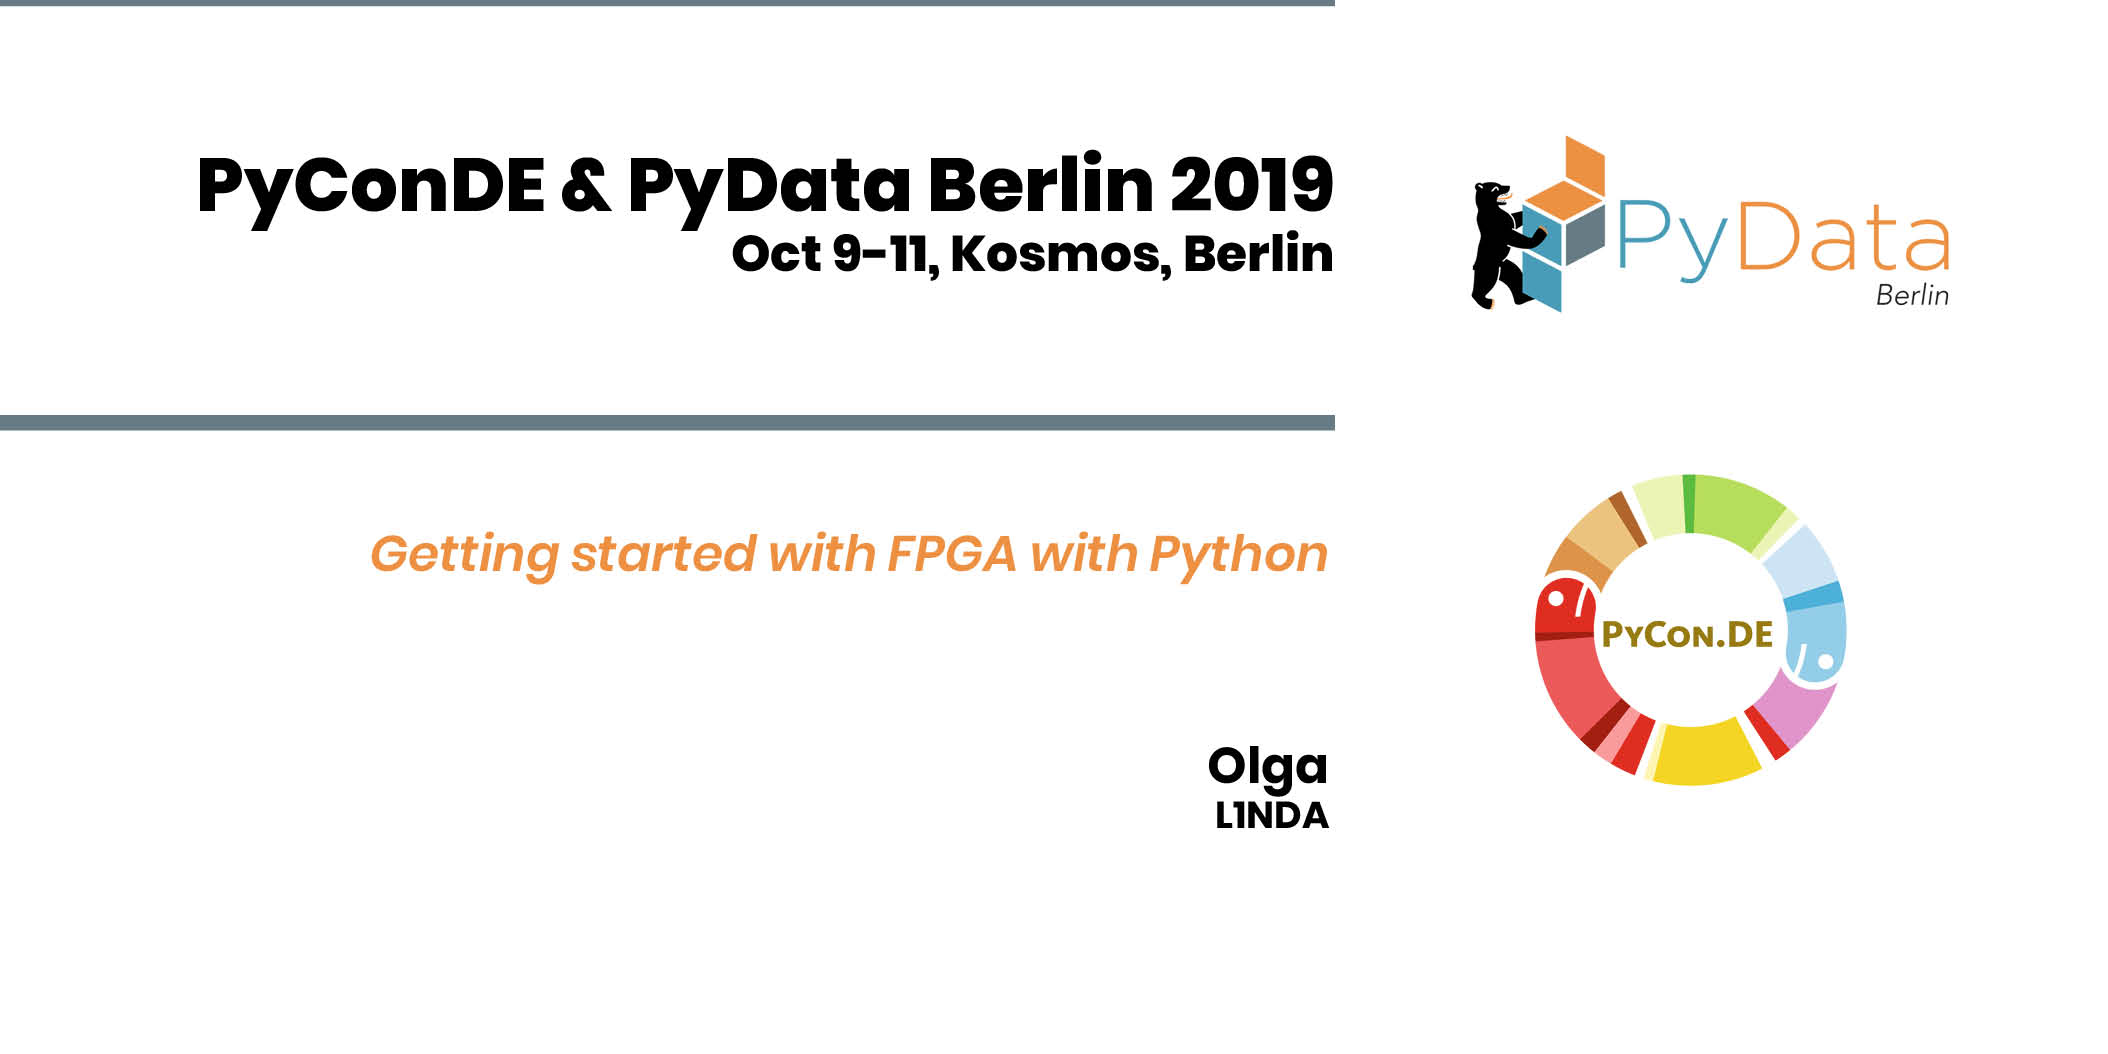 PyConDE & PyData Berlin 2019
Oct 9-11, Kosmos, Berlin
PyData
Berlin
Getting started with FPGA with Python
PyCon.DE
Olga
L1NDA